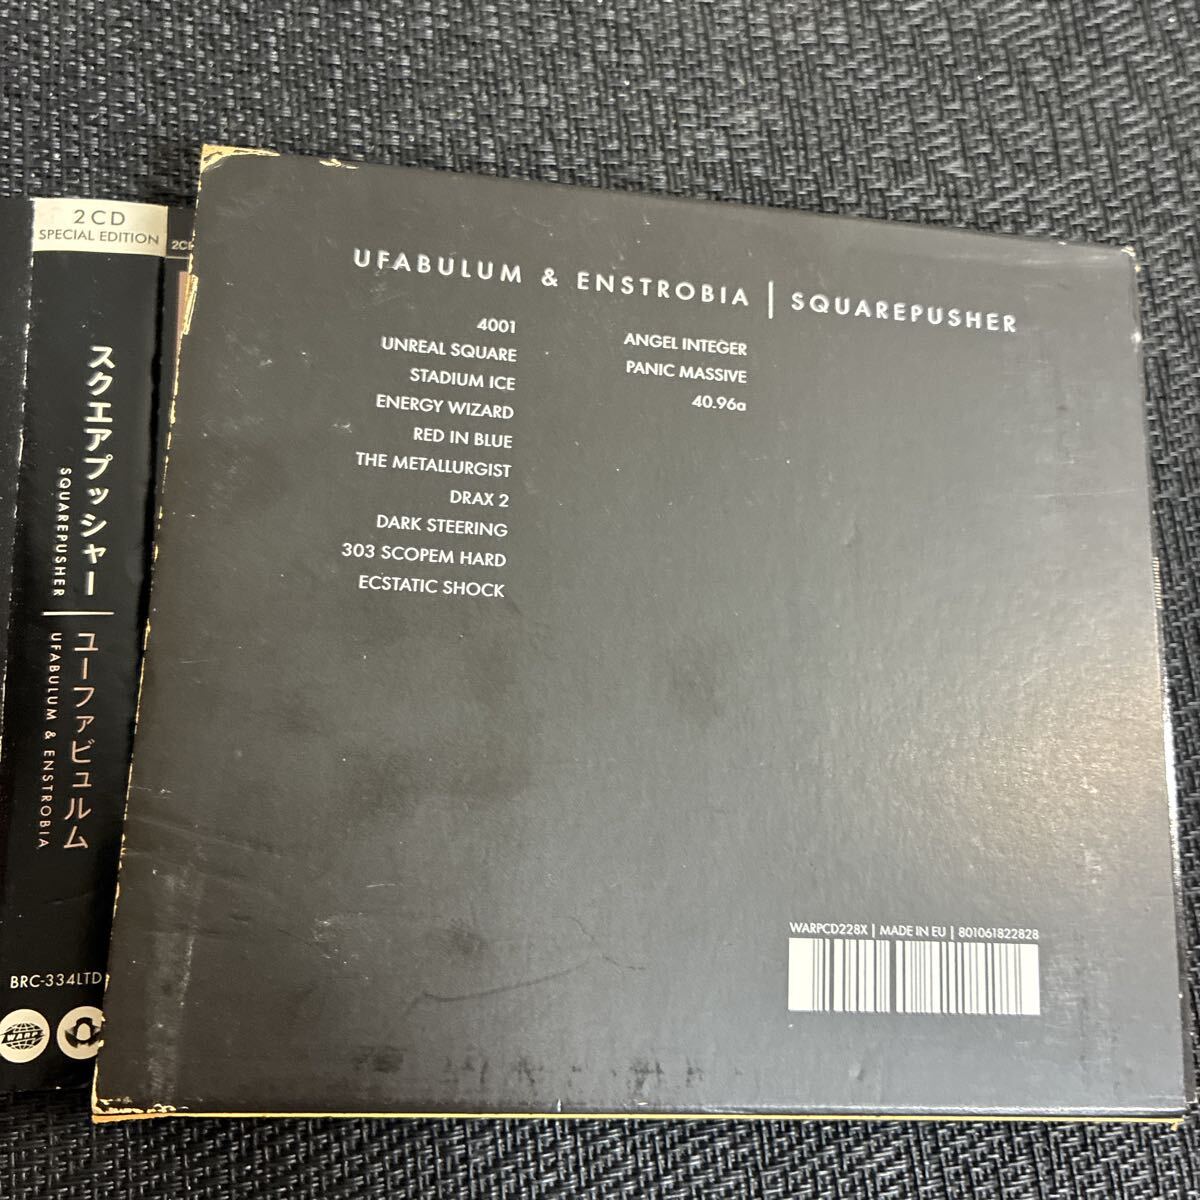 2CD
SPECIAL EDITION
スクエアプッシャー
SQUAREPUSHER
ユーファビュルム
UFABULUM & ENSTROBIA
BRC-334LTD
WARP
UFABULUM & ENSTROBIA | SQUAREPUSHER
4001
UNREAL SQUARE
STADIUM ICE
ENERGY WIZARD
RED IN BLUE
THE METALLURGIST
DRAX 2
DARK STEERING
303 SCOPEM HARD
ECSTATIC SHOCK
ANGEL INTEGER
PANIC MASSIVE
40.96a
WARPCD228X | MADE IN EU | 801061822828